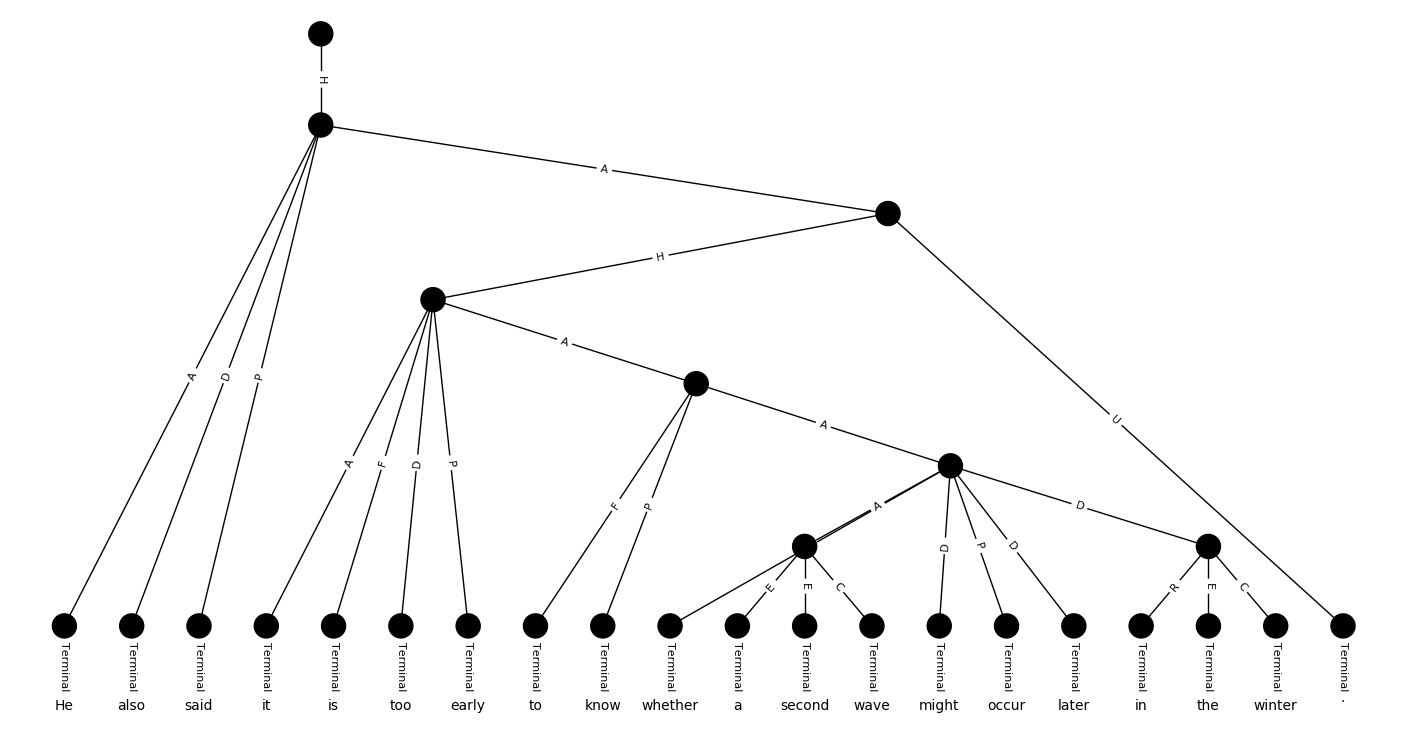 H
A
H
A
A
A D P
A F D P
F P
A D P D D
U
E E C
R E C
Terminal Terminal Terminal Terminal Terminal Terminal Terminal Terminal Terminal Terminal Terminal Terminal Terminal Terminal Terminal Terminal Terminal Terminal Terminal Terminal
He also said it is too early to know whether a second wave might occur later in the winter .